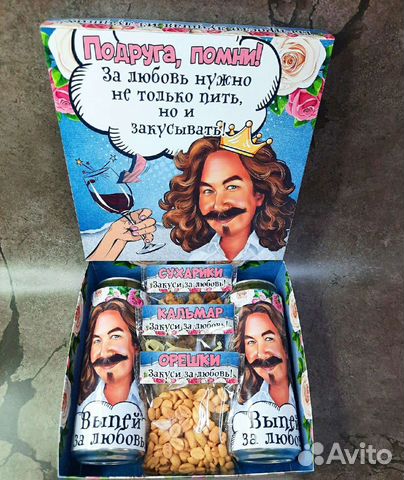 Подруга, помни!
За любовь нужно
не только пить,
но и
закусывать!
СУХАРИКИ
Закуси за любовь!
КАЛЬМАР
Закуси за любовь!
ОРЕШКИ
Закуси за любовь!
Выпей
за любовь
Выпей
за любовь
Avito